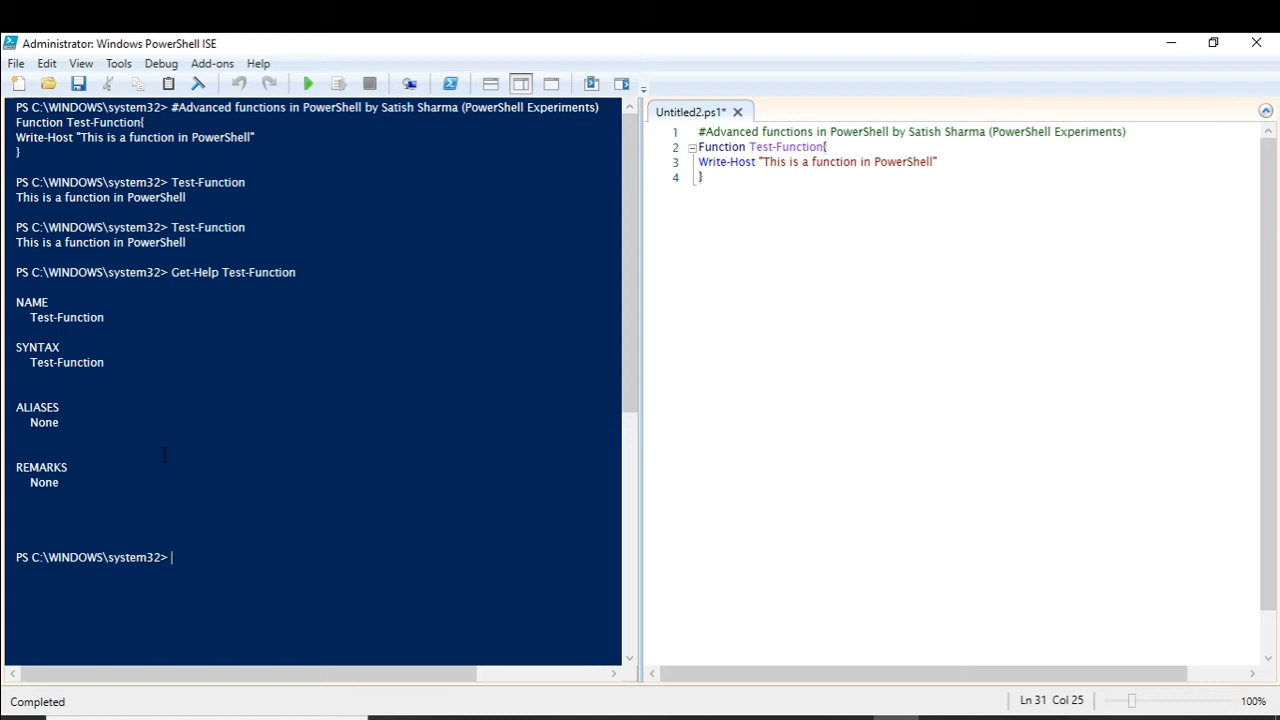 Administrator: Windows PowerShell ISE
File Edit View Tools Debug Add-ons Help
PS C:\WINDOWS\system32> #Advanced functions in PowerShell by Satish Sharma (PowerShell Experiments)
Function Test-Function{
Write-Host "This is a function in PowerShell"
}
PS C:\WINDOWS\system32> Test-Function
This is a function in PowerShell
PS C:\WINDOWS\system32> Test-Function
This is a function in PowerShell
PS C:\WINDOWS\system32> Get-Help Test-Function
NAME
Test-Function
SYNTAX
Test-Function
ALIASES
None
REMARKS
None
PS C:\WINDOWS\system32>
Untitled2.ps1*
1 #Advanced functions in PowerShell by Satish Sharma (PowerShell Experiments)
2 Function Test-Function{
3 Write-Host "This is a function in PowerShell"
4 }
Completed
Ln 31 Col 25
100%